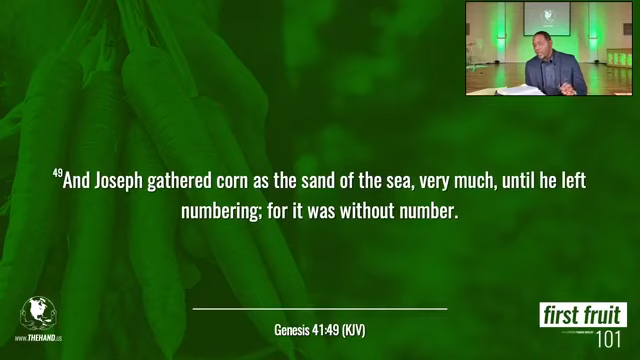 49And Joseph gathered corn as the sand of the sea, very much, until he left
numbering; for it was without number.
Genesis 41:49 (KJV)
www.THEHAND.us
first fruit
101